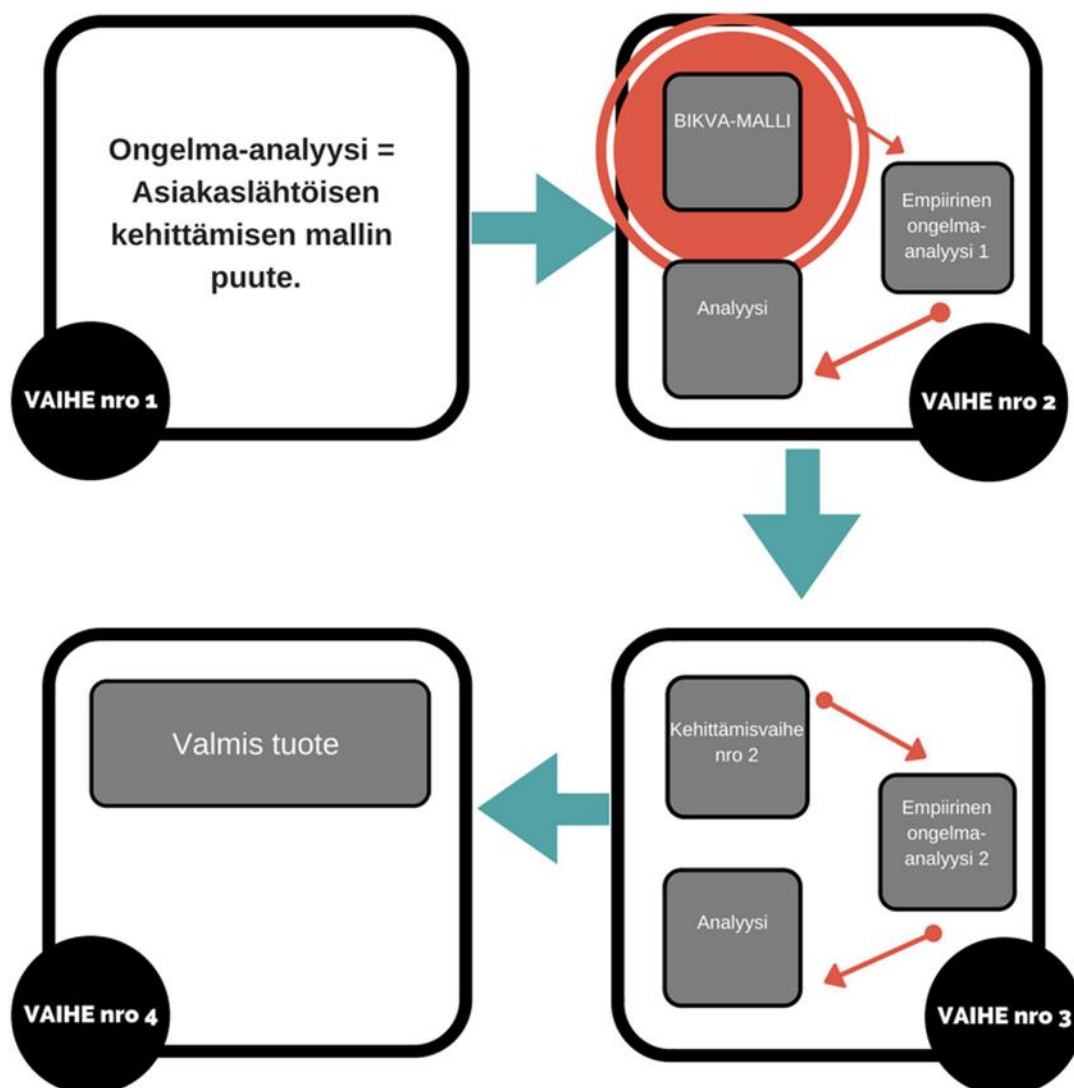 Ongelma-analyysi =
Asiakaslähtöisen
kehittämisen mallin
puute.
VAIHE nro 1
BIKVA-MALLI
Empiirinen
ongelma-
analyysi 1
Analyysi
VAIHE nro 2
Kehittämisvaihe
nro 2
Empiirinen
ongelma-
analyysi 2
Analyysi
VAIHE nro 3
Valmis tuote
VAIHE nro 4